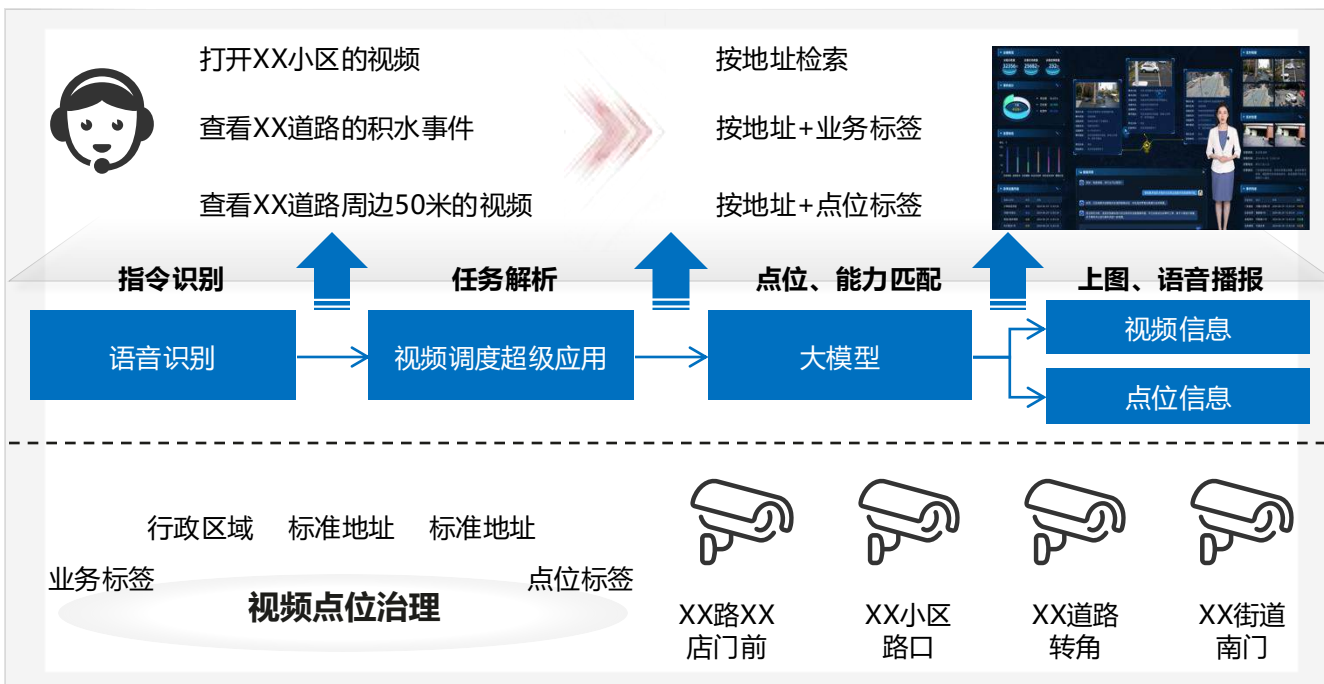 打开XX小区的视频
按地址检索
查看XX道路的积水事件
按地址+业务标签
查看XX道路周边50米的视频
按地址+点位标签
指令识别
任务解析
点位、能力匹配
上图、语音播报
语音识别
视频调度超级应用
大模型
视频信息
点位信息
行政区域
标准地址
标准地址
业务标签
点位标签
视频点位治理
XX路XX
店门前
XX小区
路口
XX道路
转角
XX街道
南门